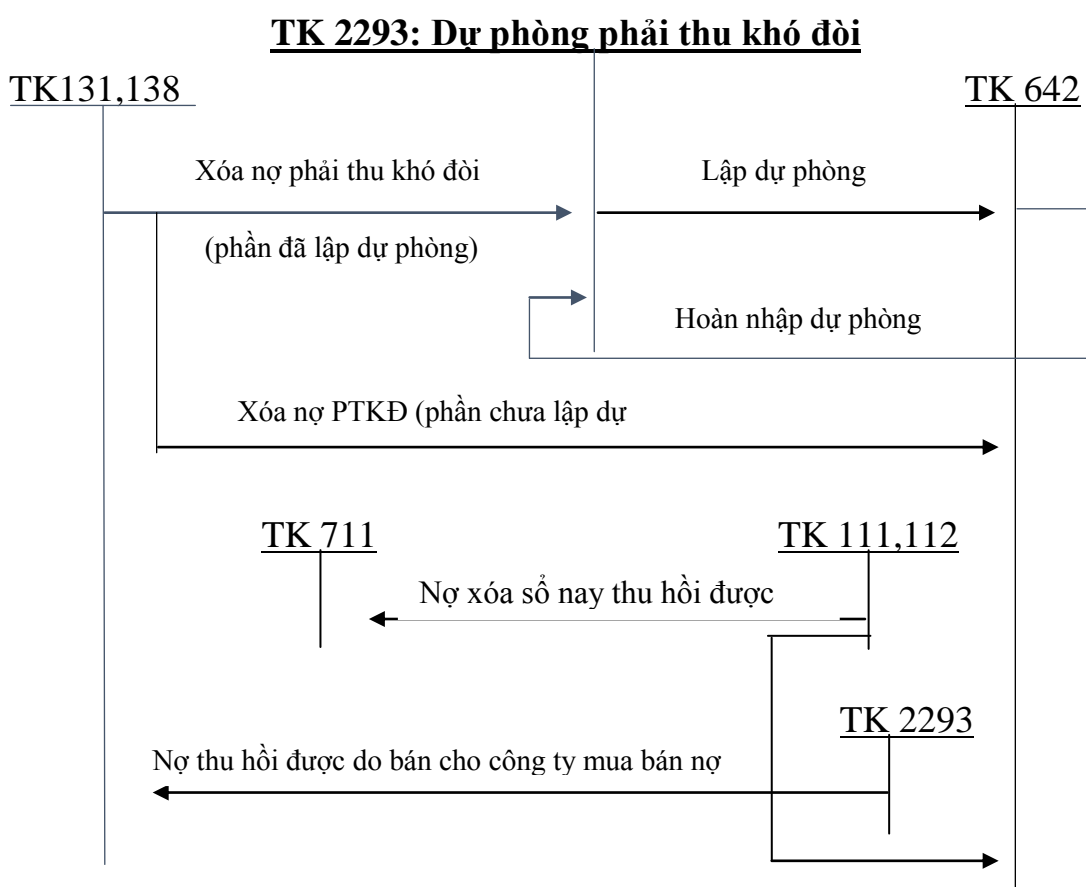 TK 2293: Dự phòng phải thu khó đòi
TK131,138
TK 642
Xóa nợ phải thu khó đòi
Lập dự phòng
(phần đã lập dự phòng)
Hoàn nhập dự phòng
Xóa nợ PTKĐ (phần chưa lập dự
TK 711
TK 111,112
Nợ xóa sổ nay thu hồi được
TK 2293
Nợ thu hồi được do bán cho công ty mua bán nợ